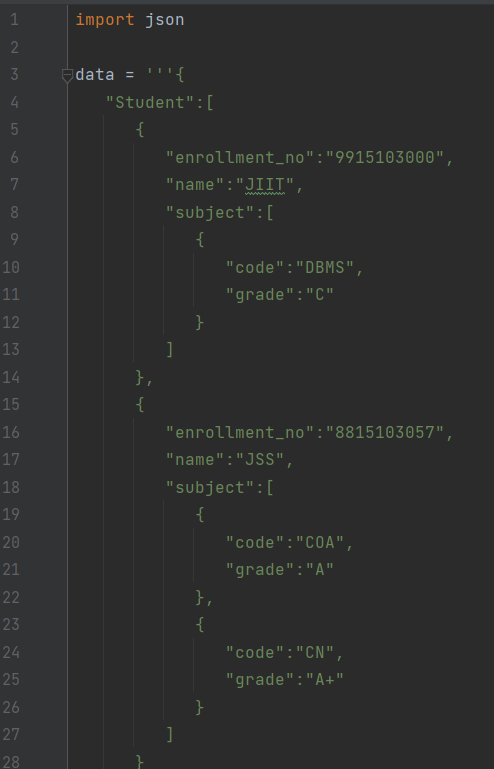 1 import json
2
3 data = '''{
4 "Student":[
5 {
6 "enrollment_no":"9915103000",
7 "name":"JIIT",
8 "subject":[
9 {
10 "code":"DBMS",
11 "grade":"C"
12 }
13 ]
14 },
15 {
16 "enrollment_no":"8815103057",
17 "name":"JSS",
18 "subject":[
19 {
20 "code":"COA",
21 "grade":"A"
22 },
23 {
24 "code":"CN",
25 "grade":"A+"
26 }
27 ]
28 }